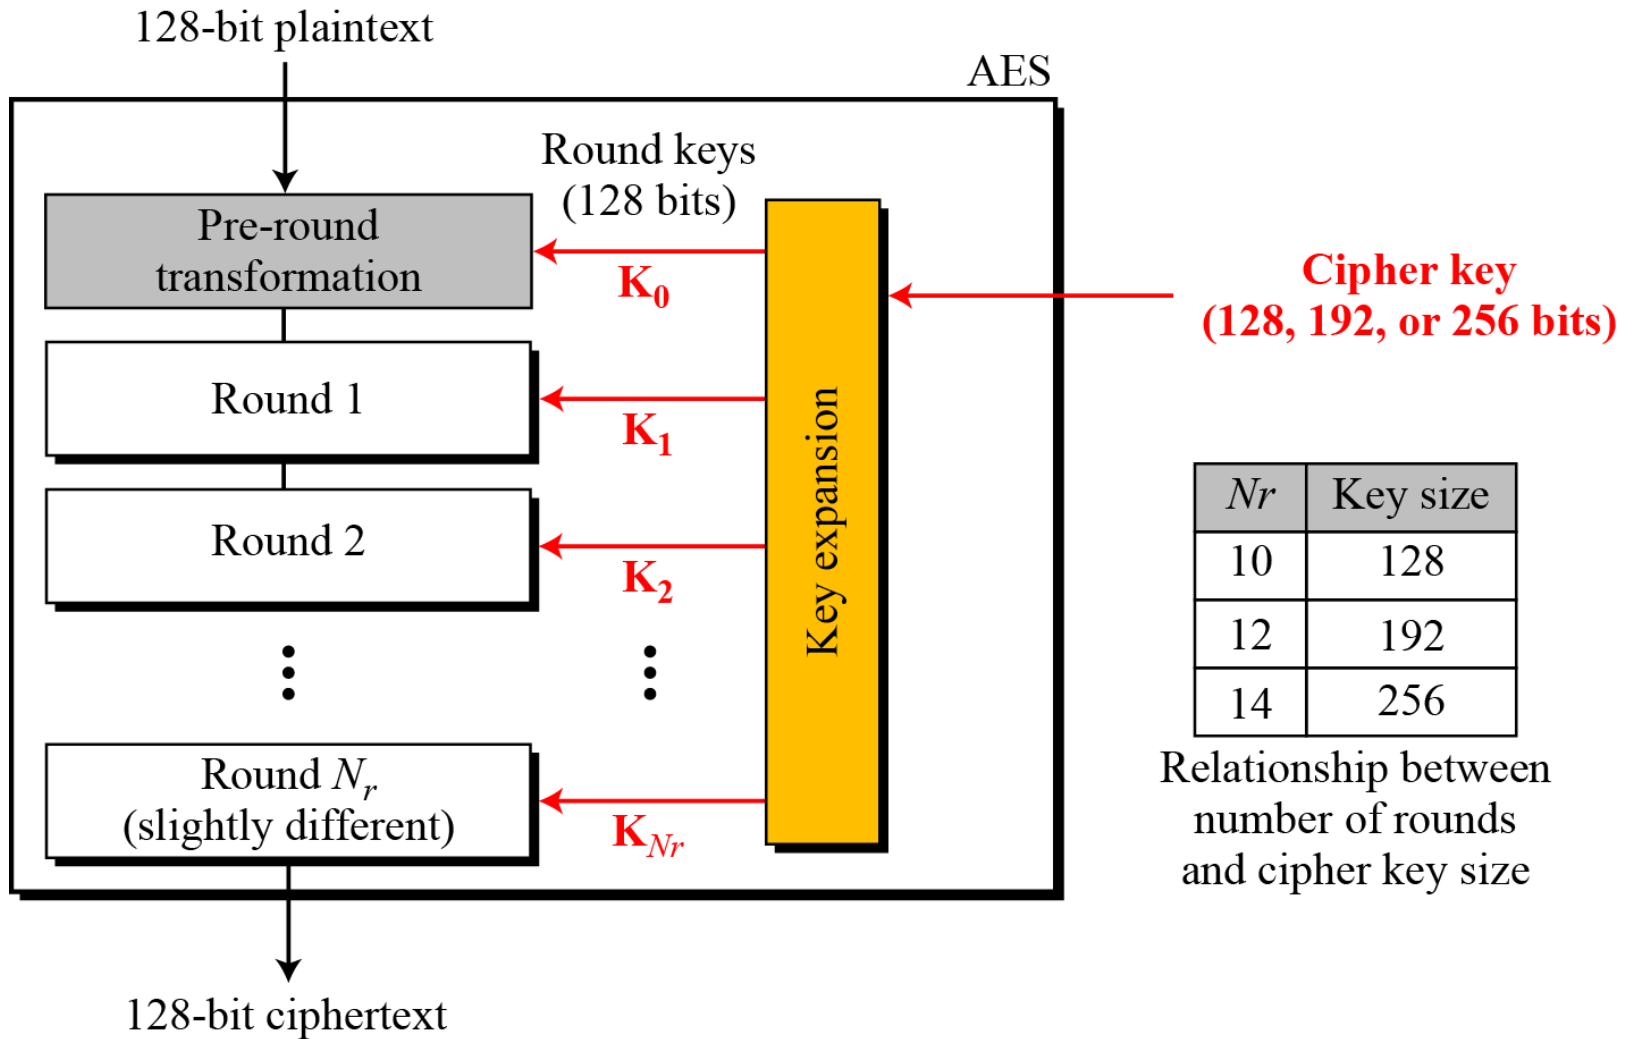 128-bit plaintext
AES
Round keys
(128 bits)
Pre-round
transformation
K0
Cipher key
(128, 192, or 256 bits)
Round 1
K1
Key expansion
Round 2
K2
Nr Key size
10 128
12 192
14 256
Relationship between
number of rounds
and cipher key size
Round Nr
(slightly different)
KNr
128-bit ciphertext